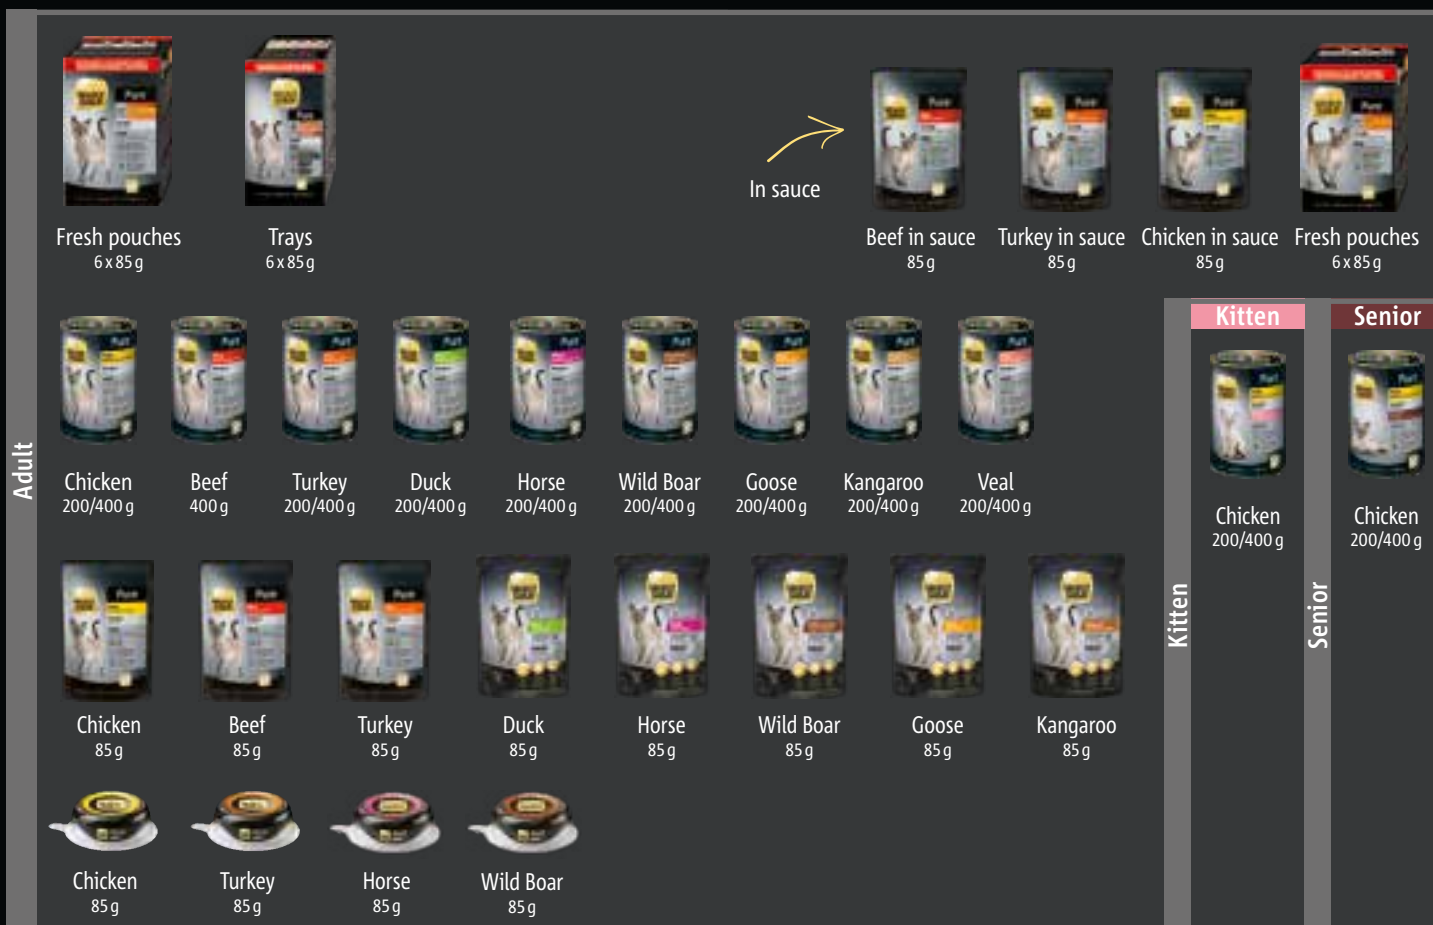 Fresh pouches
6 x 85 g
Trays
6 x 85 g
In sauce
Beef in sauce
85 g
Turkey in sauce
85 g
Chicken in sauce
85 g
Fresh pouches
6 x 85 g
Adult
Chicken
200/400 g
Beef
400 g
Turkey
200/400 g
Duck
200/400 g
Horse
200/400 g
Wild Boar
200/400 g
Goose
200/400 g
Kangaroo
200/400 g
Veal
200/400 g
Chicken
85 g
Beef
85 g
Turkey
85 g
Duck
85 g
Horse
85 g
Wild Boar
85 g
Goose
85 g
Kangaroo
85 g
Chicken
85 g
Turkey
85 g
Horse
85 g
Wild Boar
85 g
Kitten
Kitten
Chicken
200/400 g
Senior
Senior
Chicken
200/400 g